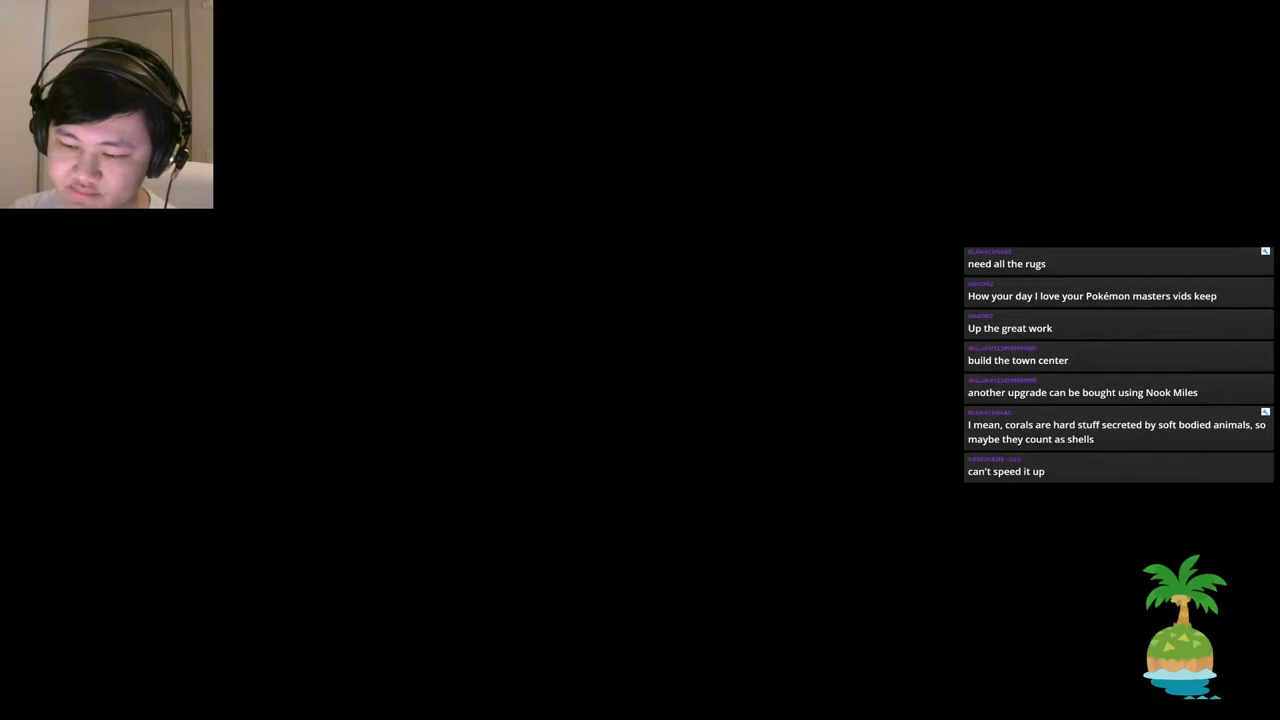 need all the rugs
How your day I love your Pokémon masters vids keep
Up the great work
build the town center
another upgrade can be bought using Nook Miles
I mean, corals are hard stuff secreted by soft bodied animals, so
maybe they count as shells
can't speed it up